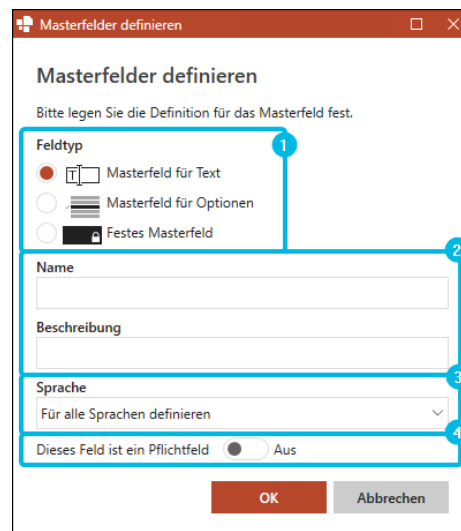 Masterfelder definieren
Masterfelder definieren
Bitte legen Sie die Definition für das Masterfeld fest.
Feldtyp
1
T Masterfeld für Text
Masterfeld für Optionen
Festes Masterfeld
2
Name
Beschreibung
3
Sprache
Für alle Sprachen definieren
4
Dieses Feld ist ein Pflichtfeld Aus
OK Abbrechen